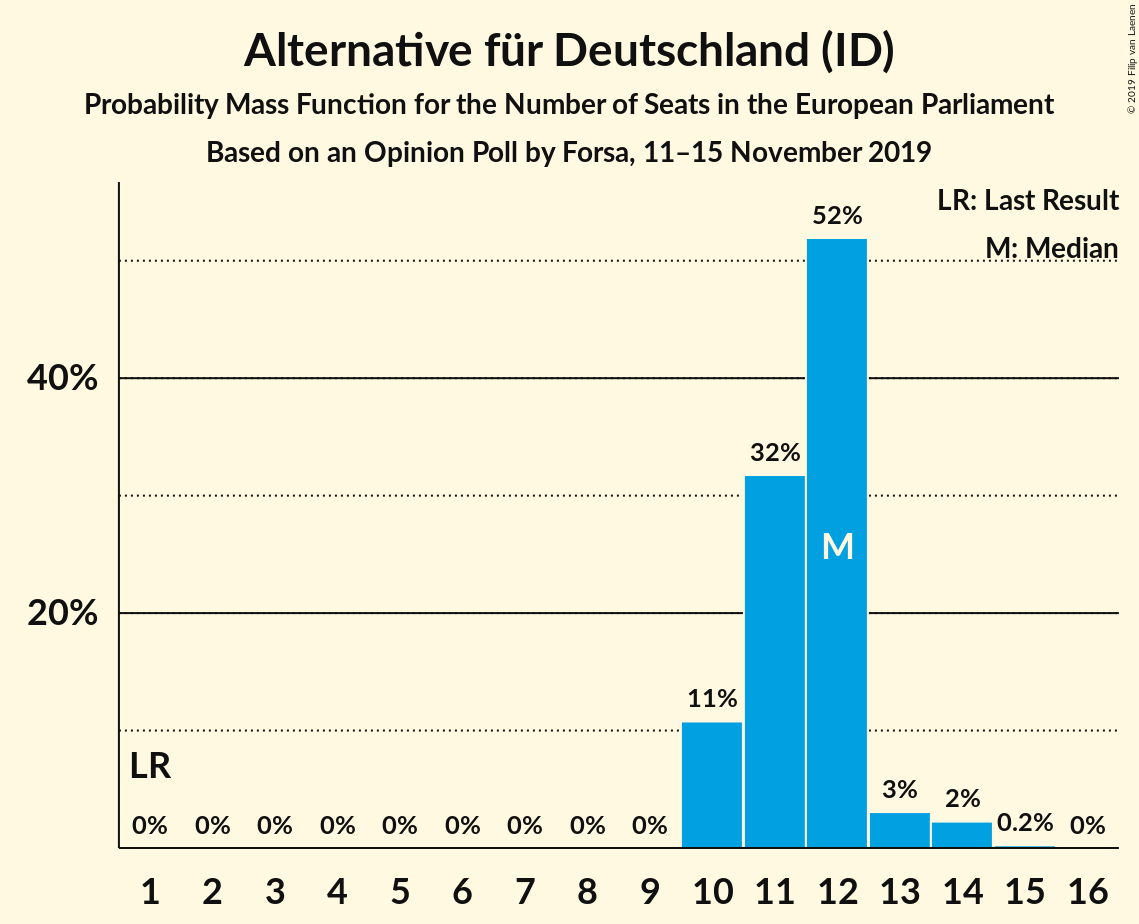 Alternative für Deutschland (ID)
Probability Mass Function for the Number of Seats in the European Parliament
Based on an Opinion Poll by Forsa, 11–15 November 2019
© 2019 Filip van Laenen
LR: Last Result
M: Median
52%
40%
32%
M
20%
11%
LR
3%
2%
0% 0% 0% 0% 0% 0% 0% 0% 0% 0.2% 0%
1 2 3 4 5 6 7 8 9 10 11 12 13 14 15 16